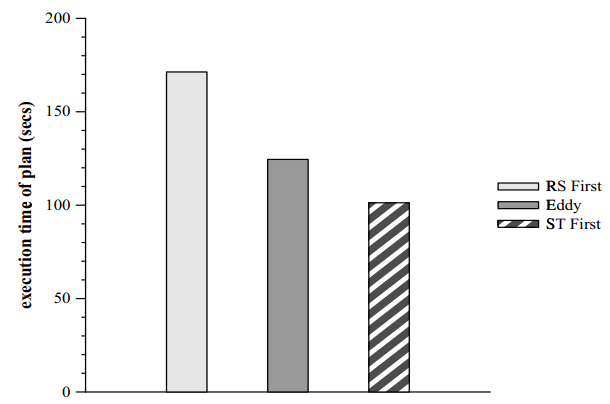 200
150
100
50
0
execution time of plan (secs)
RS First
Eddy
ST First